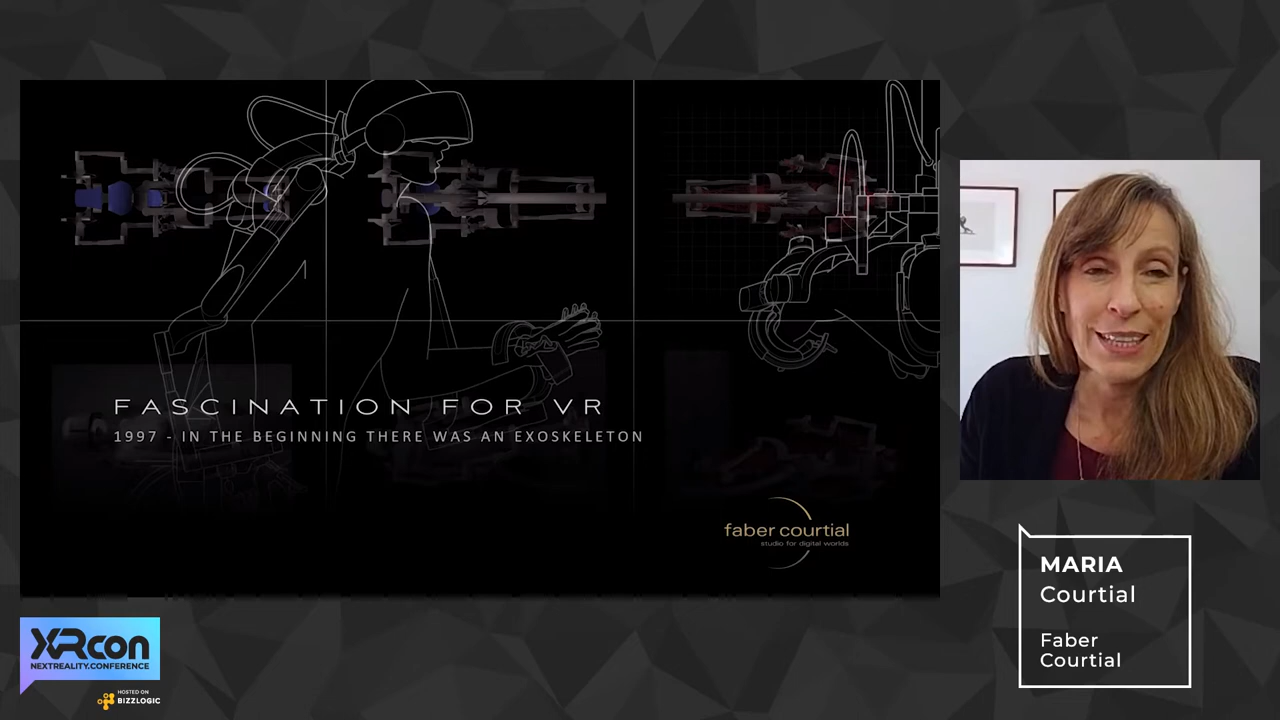 FASCINATION FOR VR
1997 - IN THE BEGINNING THERE WAS AN EXOSKELETON
faber courtial
studio for digital worlds
MARIA
Courtial
Faber
Courtial
XRcon
NEXTREALITY.CONFERENCE
HOSTED ON
BIZZLOGIC